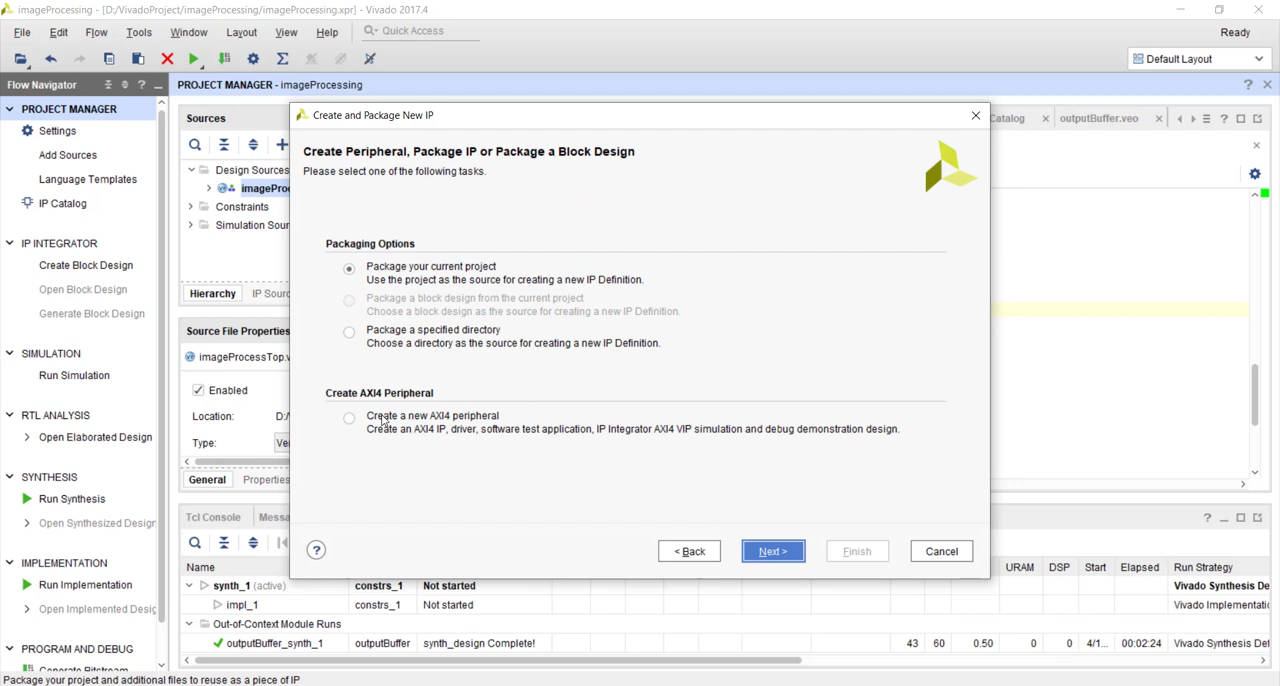 imageProcessing - [D:/VivadoProject/imageProcessing/imageProcessing.xpr] - Vivado 2017.4
File Edit Flow Tools Window Layout View Help Quick Access Ready
Default Layout
Flow Navigator
PROJECT MANAGER - imageProcessing
PROJECT MANAGER
Settings
Add Sources
Language Templates
IP Catalog
IP INTEGRATOR
Create Block Design
Open Block Design
Generate Block Design
SIMULATION
Run Simulation
RTL ANALYSIS
Open Elaborated Design
SYNTHESIS
Run Synthesis
Open Synthesized Design
IMPLEMENTATION
Run Implementation
Open Implemented Desig
PROGRAM AND DEBUG
Generate Bitstream
Sources
Design Sources
imagePro
Constraints
Simulation Sour
Hierarchy IP Sourc
Source File Properties
imageProcessTop.v
Enabled
Location: D:/
Type: Ver
General Properties
Catalog outputBuffer.veo
Create and Package New IP
Create Peripheral, Package IP or Package a Block Design
Please select one of the following tasks.
Packaging Options
Package your current project
Use the project as the source for creating a new IP Definition.
Package a block design from the current project
Choose a block design as the source for creating a new IP Definition.
Package a specified directory
Choose a directory as the source for creating a new IP Definition.
Create AXI4 Peripheral
Create a new AXI4 peripheral
Create an AXI4 IP, driver, software test application, IP Integrator AXI4 VIP simulation and debug demonstration design.
? < Back Next > Finish Cancel
Tcl Console Messa
Name URAM DSP Start Elapsed Run Strategy
synth_1 (active) constrs_1 Not started Vivado Synthesis De
impl_1 constrs_1 Not started Vivado Implementatio
Out-of-Context Module Runs
outputBuffer_synth_1 outputBuffer synth_design Complete! 43 60 0.50 0 0 4/1... 00:02:24 Vivado Synthesis Def
Package your project and additional files to reuse as a piece of IP